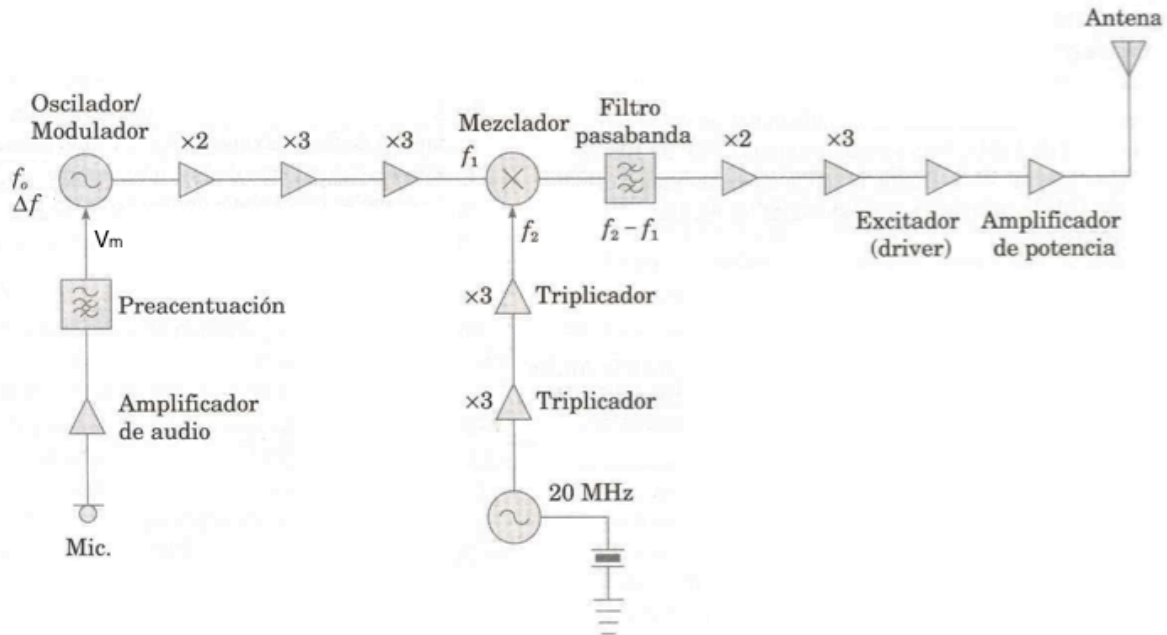 Antena
Oscilador/
Modulador
×2
×3
×3
Mezclador
f₁
Filtro
pasabanda
×2
×3
fₒ
Δf
Vₘ
f₂
f₂ – f₁
Excitador
(driver)
Amplificador
de potencia
Preacentuación
×3
Triplicador
Amplificador
de audio
×3
Triplicador
20 MHz
Mic.